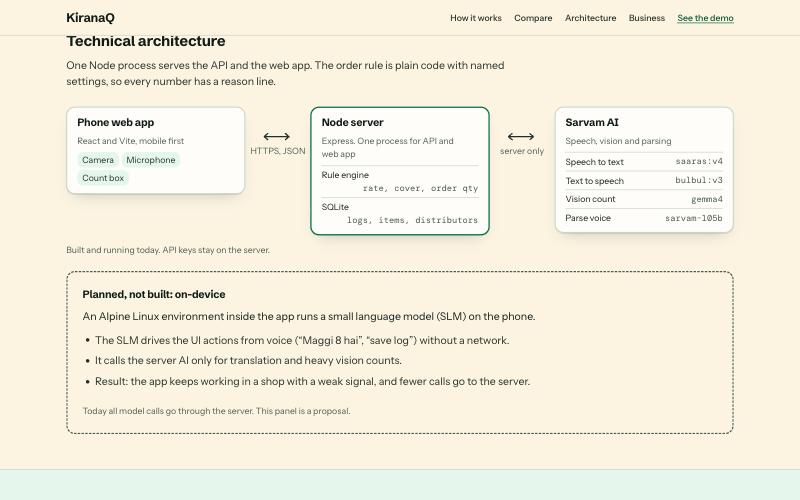 KiranaQ
How it works Compare Architecture Business See the demo
Technical architecture
One Node process serves the API and the web app. The order rule is plain code with named
settings, so every number has a reason line.
Phone web app
React and Vite, mobile first
Camera Microphone
Count box
HTTPS, JSON
Node server
Express. One process for API and
web app
Rule engine
rate, cover, order qty
SQLite
logs, items, distributors
server only
Sarvam AI
Speech, vision and parsing
Speech to text saaras:v4
Text to speech bulbul:v3
Vision count gemma4
Parse voice sarvam-105b
Built and running today. API keys stay on the server.
Planned, not built: on-device
An Alpine Linux environment inside the app runs a small language model (SLM) on the phone.
• The SLM drives the UI actions from voice (“Maggi 8 hai”, “save log”) without a network.
• It calls the server AI only for translation and heavy vision counts.
• Result: the app keeps working in a shop with a weak signal, and fewer calls go to the server.
Today all model calls go through the server. This panel is a proposal.